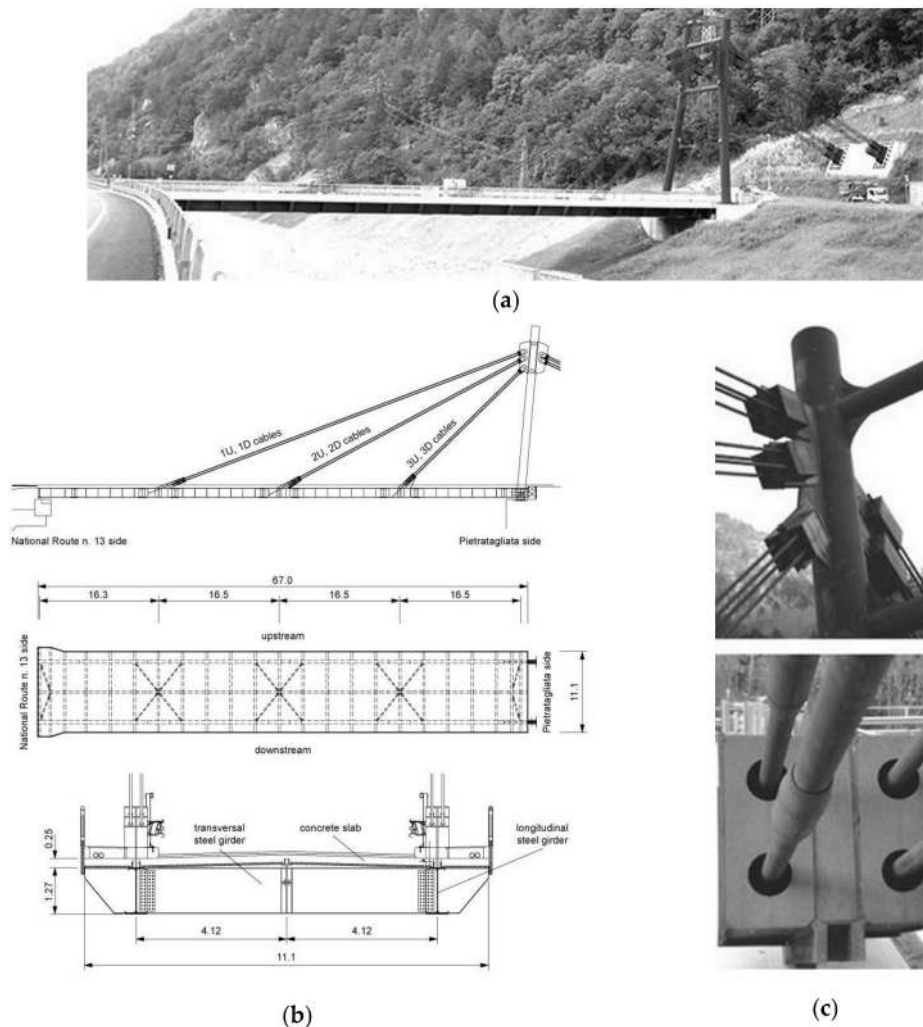 (a)
1U, 1D cables
2U, 2D cables
3U, 3D cables
National Route n. 13 side
Pietratagliata side
67.0
16.3
16.5
16.5
16.5
upstream
National Route n. 13 side
Pietratagliata side
11.1
downstream
transversal
steel girder
concrete slab
longitudinal
steel girder
0.25
1.27
4.12
4.12
11.1
(b)
(c)